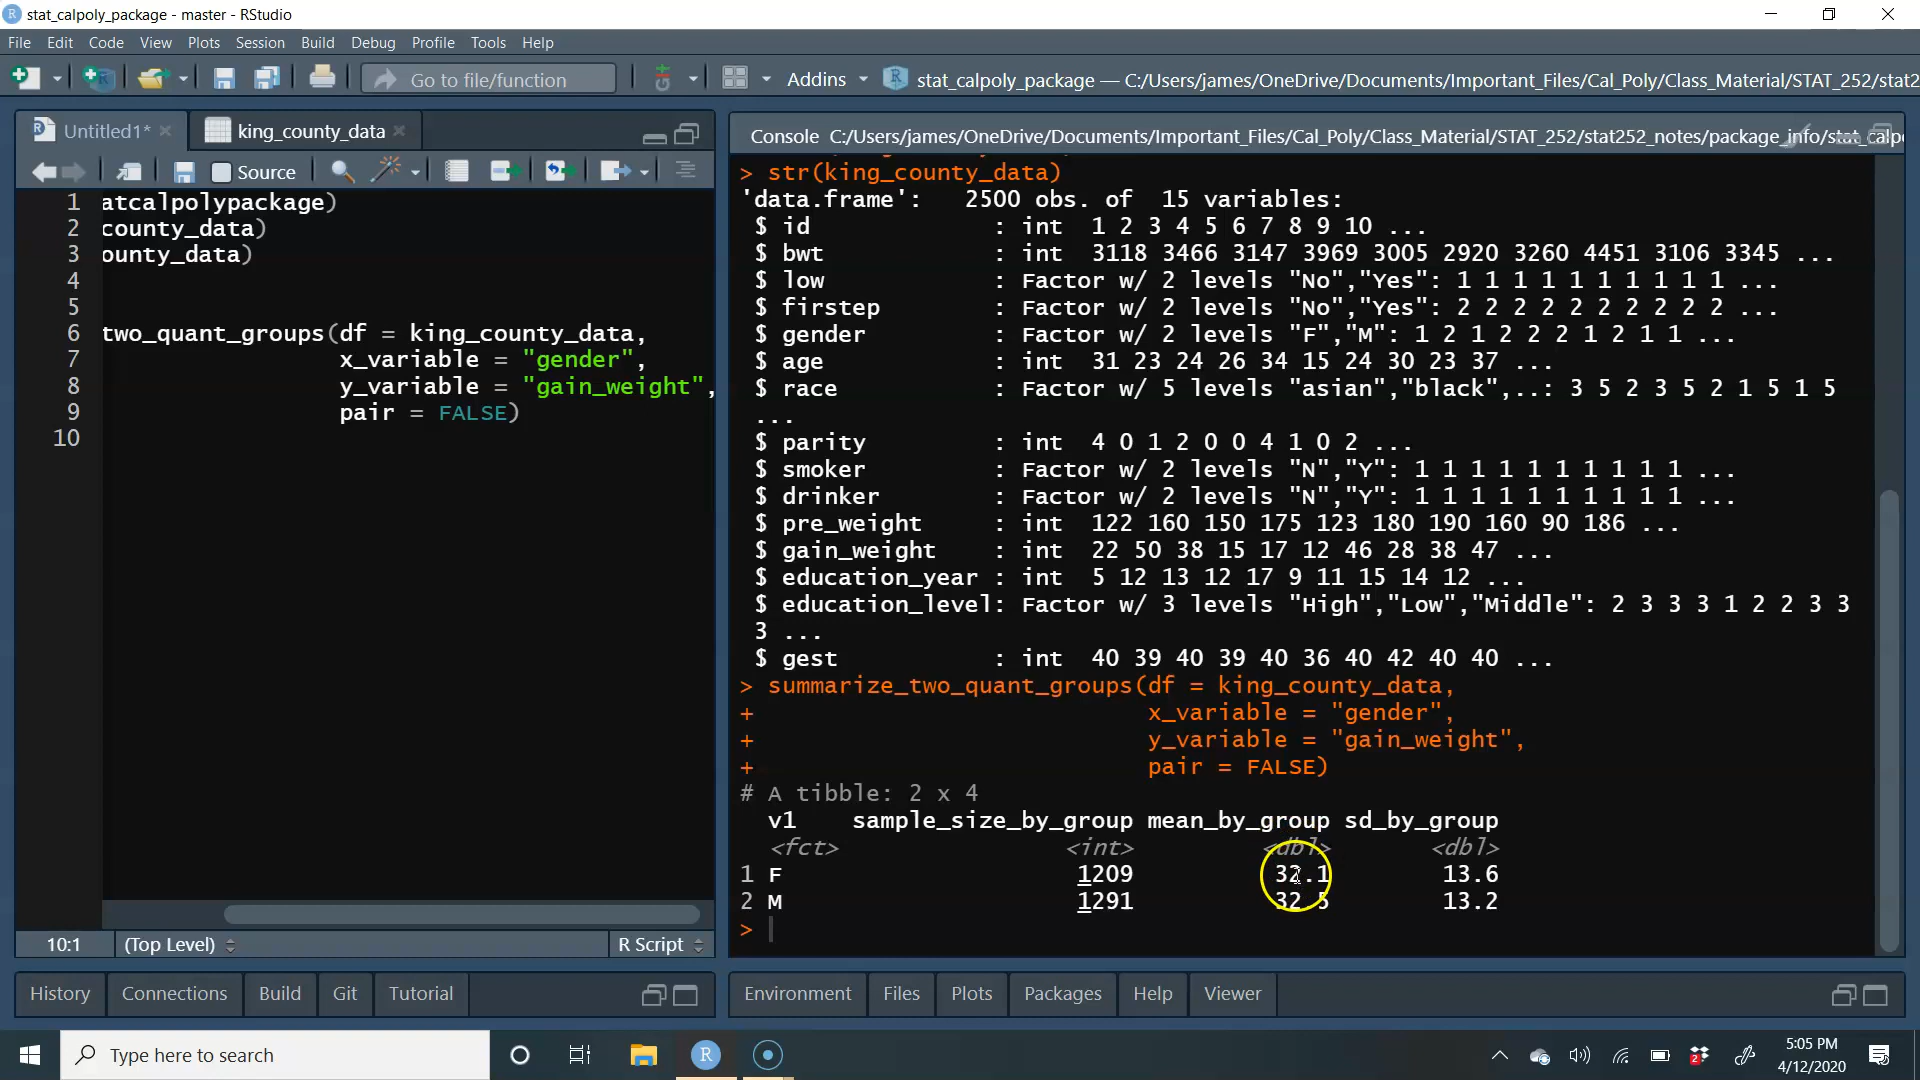 stat_calpoly_package - master - RStudio
File Edit Code View Plots Session Build Debug Profile Tools Help
Go to file/function Addins stat_calpoly_package — C:/Users/james/OneDrive/Documents/Important_Files/Cal_Poly/Class_Material/STAT_252/stat2
Untitled1* king_county_data
Source
1 atcalpolypackage)
2 county_data)
3 ounty_data)
4
5
6 two_quant_groups(df = king_county_data,
7 x_variable = "gender",
8 y_variable = "gain_weight",
9 pair = FALSE)
10
10:1 (Top Level) R Script
History Connections Build Git Tutorial
Console C:/Users/james/OneDrive/Documents/Important_Files/Cal_Poly/Class_Material/STAT_252/stat252_notes/package_info/stat_calpo
> str(king_county_data)
'data.frame': 2500 obs. of 15 variables:
$ id : int 1 2 3 4 5 6 7 8 9 10 ...
$ bwt : int 3118 3466 3147 3969 3005 2920 3260 4451 3106 3345 ...
$ low : Factor w/ 2 levels "No","Yes": 1 1 1 1 1 1 1 1 1 1 ...
$ firstep : Factor w/ 2 levels "No","Yes": 2 2 2 2 2 2 2 2 2 2 ...
$ gender : Factor w/ 2 levels "F","M": 1 2 1 2 2 2 1 2 1 1 ...
$ age : int 31 23 24 26 34 15 24 30 23 37 ...
$ race : Factor w/ 5 levels "asian","black",..: 3 5 2 3 5 2 1 5 1 5
...
$ parity : int 4 0 1 2 0 0 4 1 0 2 ...
$ smoker : Factor w/ 2 levels "N","Y": 1 1 1 1 1 1 1 1 1 1 ...
$ drinker : Factor w/ 2 levels "N","Y": 1 1 1 1 1 1 1 1 1 1 ...
$ pre_weight : int 122 160 150 175 123 180 190 160 90 186 ...
$ gain_weight : int 22 50 38 15 17 12 46 28 38 47 ...
$ education_year : int 5 12 13 12 17 9 11 15 14 12 ...
$ education_level: Factor w/ 3 levels "High","Low","Middle": 2 3 3 3 1 2 2 3 3
3 ...
$ gest : int 40 39 40 39 40 36 40 42 40 40 ...
> summarize_two_quant_groups(df = king_county_data,
+ x_variable = "gender",
+ y_variable = "gain_weight",
+ pair = FALSE)
# A tibble: 2 x 4
v1 sample_size_by_group mean_by_group sd_by_group
<fct> <int> <dbl> <dbl>
1 F 1209 32.1 13.6
2 M 1291 32.5 13.2
>
Environment Files Plots Packages Help Viewer
Type here to search
2
5:05 PM
4/12/2020